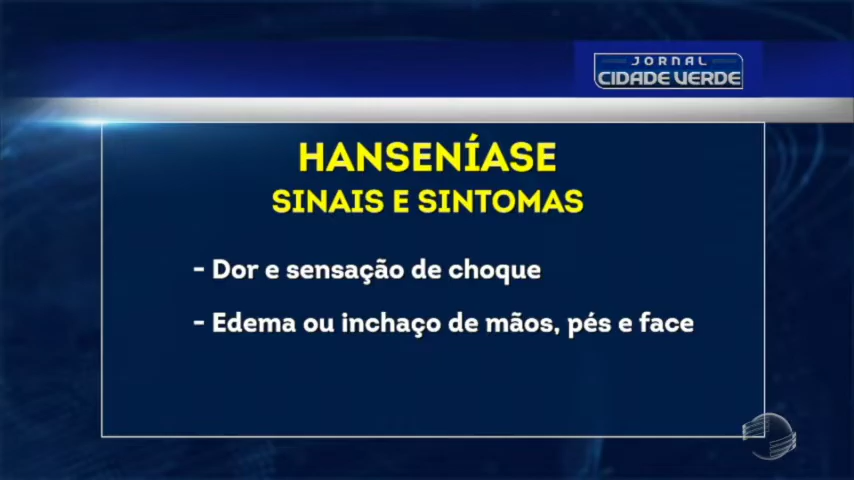 JORNAL
CIDADE VERDE
HANSENÍASE
SINAIS E SINTOMAS
- Dor e sensação de choque
- Edema ou inchaço de mãos, pés e face